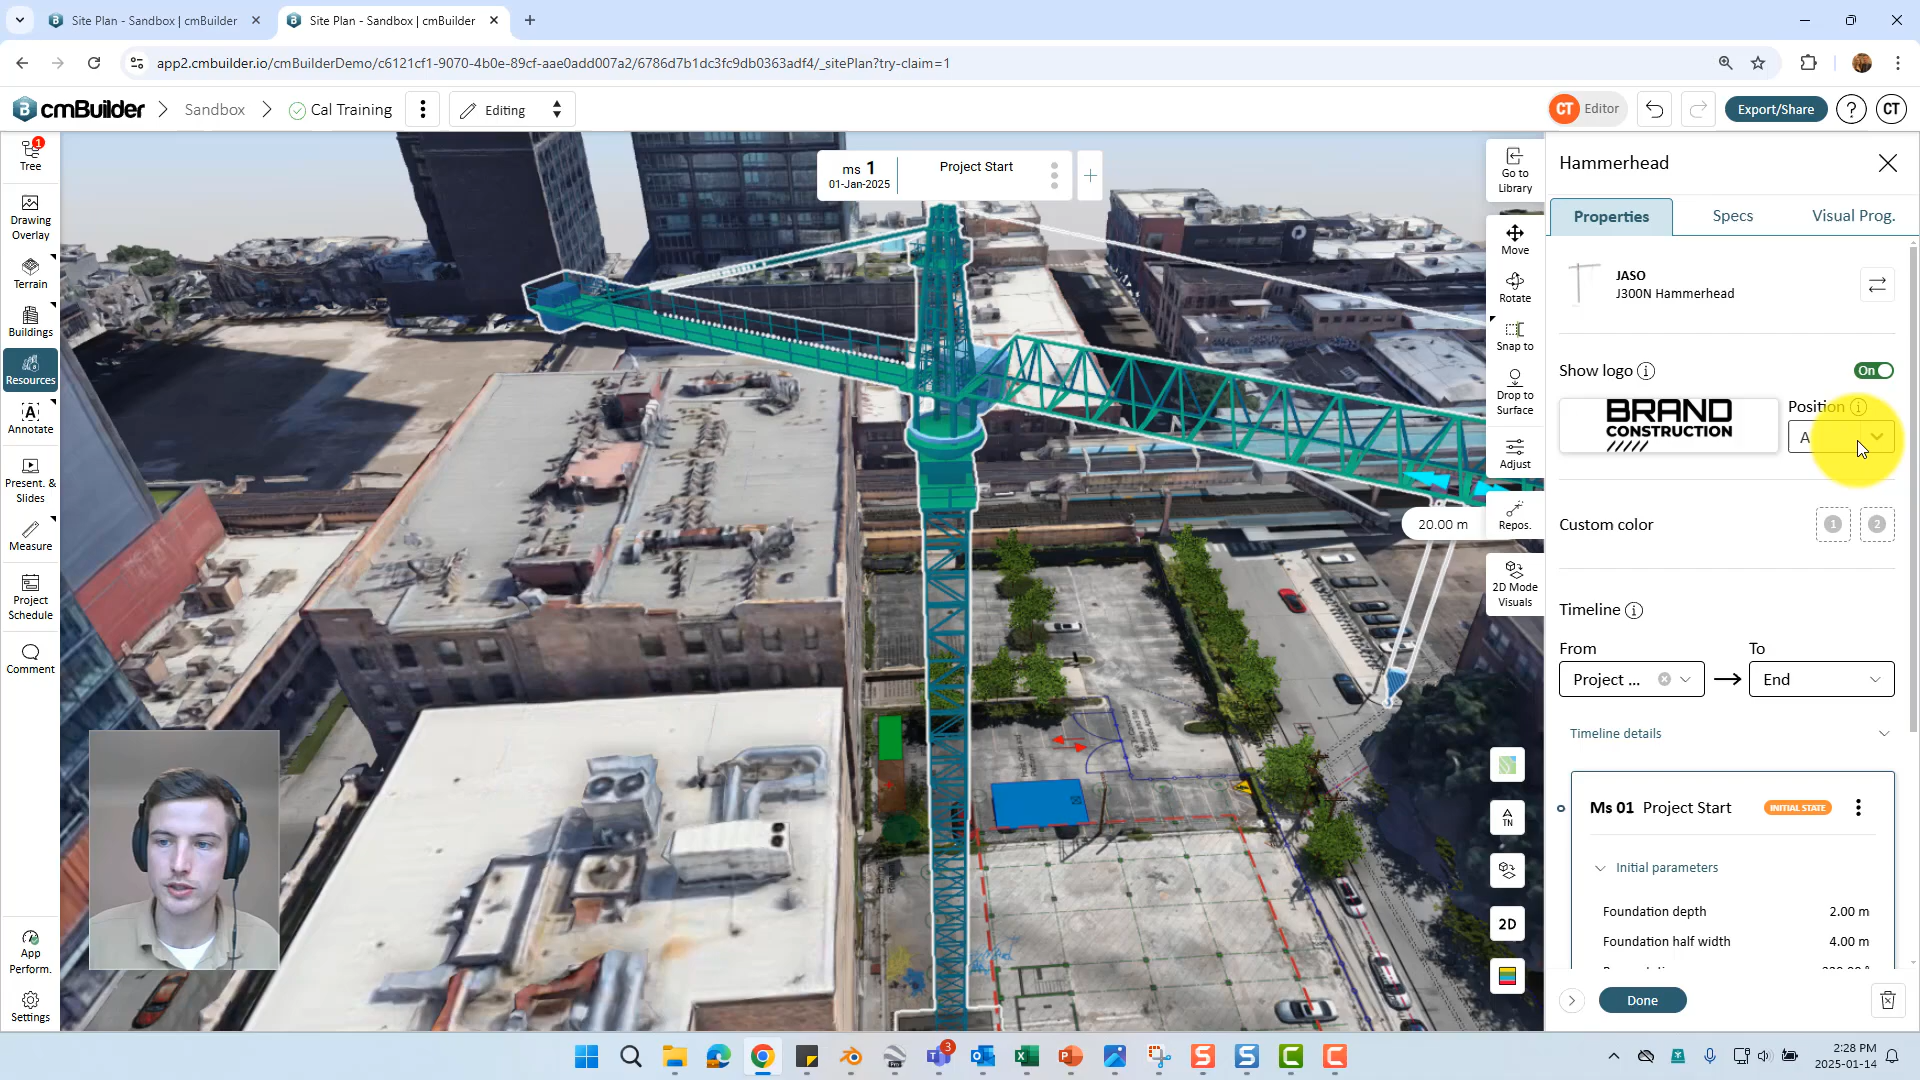 Site Plan - Sandbox | cmBuilder
Site Plan - Sandbox | cmBuilder
app2.cmbuilder.io/cmBuilderDemo/c6121cf1-9070-4b0e-89cf-aae0add007a2/6786d7b1dc3fc9db0363adf4/_sitePlan?try-claim=1
cmBuilder
Sandbox
Cal Training
Editing
CT Editor
Export/Share
CT
Tree
1
Drawing
Overlay
Terrain
Buildings
Resources
Annotate
Present. &
Slides
Measure
Project
Schedule
Comment
App
Perform.
Settings
ms 1
01-Jan-2025
Project Start
20.00 m
Go to
Library
Move
Rotate
Snap to
Drop to
Surface
Adjust
Repos.
2D Mode
Visuals
TN
2D
Hammerhead
Properties
Specs
Visual Prog.
JASO
J300N Hammerhead
Show logo
On
BRAND
CONSTRUCTION
Position
A
Custom color
1
2
Timeline
From
To
Project ...
End
Timeline details
Ms 01 Project Start
INITIAL STATE
Initial parameters
Foundation depth
2.00 m
Foundation half width
4.00 m
Done
3
2:28 PM
2025-01-14